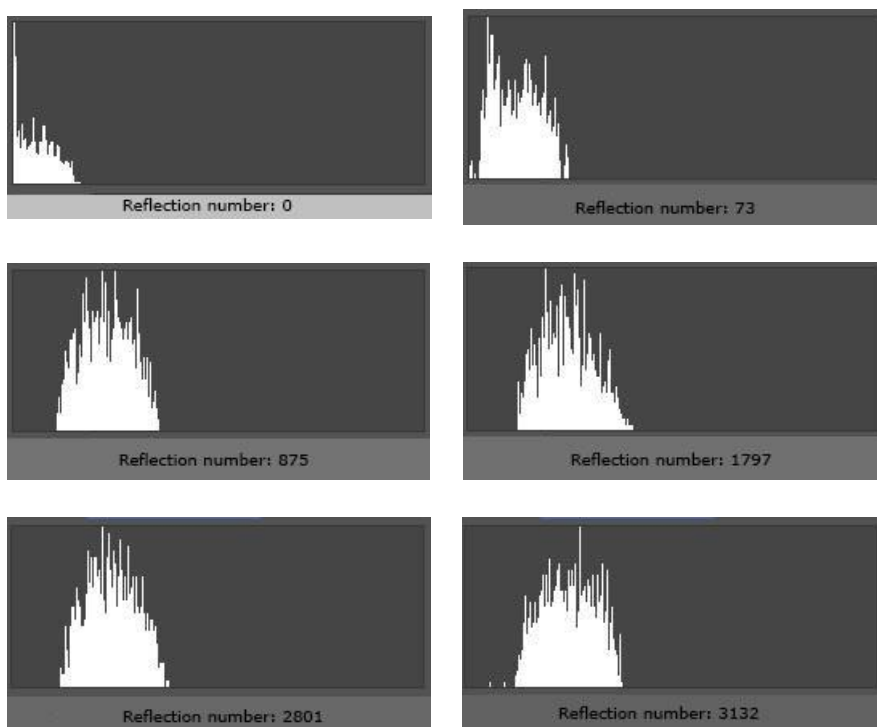 Reflection number: 0
Reflection number: 73
Reflection number: 875
Reflection number: 1797
Reflection number: 2801
Reflection number: 3132